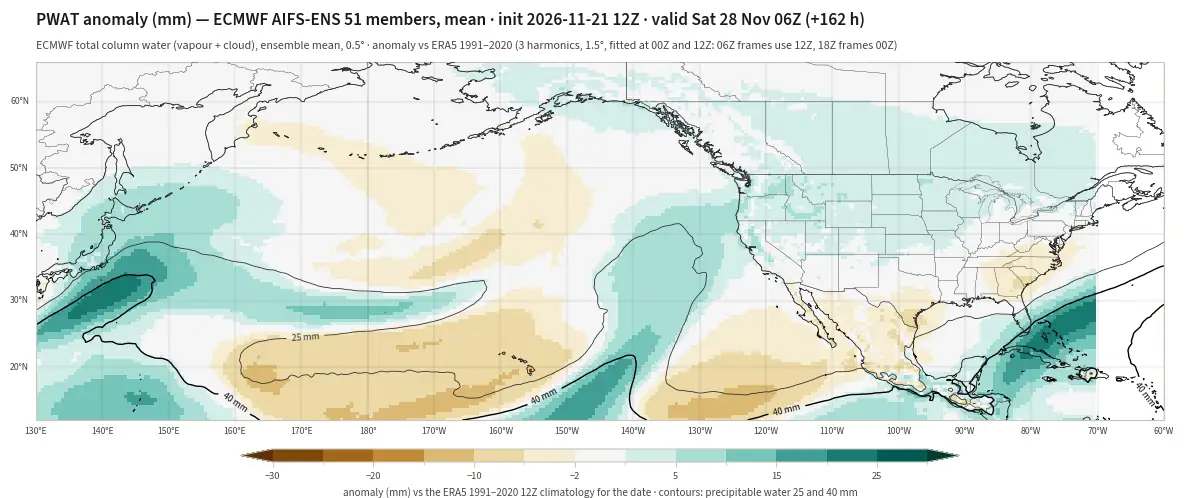 PWAT anomaly (mm) — ECMWF AIFS-ENS 51 members, mean · init 2026-11-21 12Z · valid Sat 28 Nov 06Z (+162 h)
ECMWF total column water (vapour + cloud), ensemble mean, 0.5° · anomaly vs ERA5 1991–2020 (3 harmonics, 1.5°, fitted at 00Z and 12Z: 06Z frames use 12Z, 18Z frames 00Z)
60°N
50°N
40°N
30°N
20°N
25 mm
40 mm
40 mm
40 mm
40 mm
130°E 140°E 150°E 160°E 170°E 180° 170°W 160°W 150°W 140°W 130°W 120°W 110°W 100°W 90°W 80°W 70°W 60°W
−30 −20 −10 −2 5 15 25
anomaly (mm) vs the ERA5 1991–2020 12Z climatology for the date · contours: precipitable water 25 and 40 mm